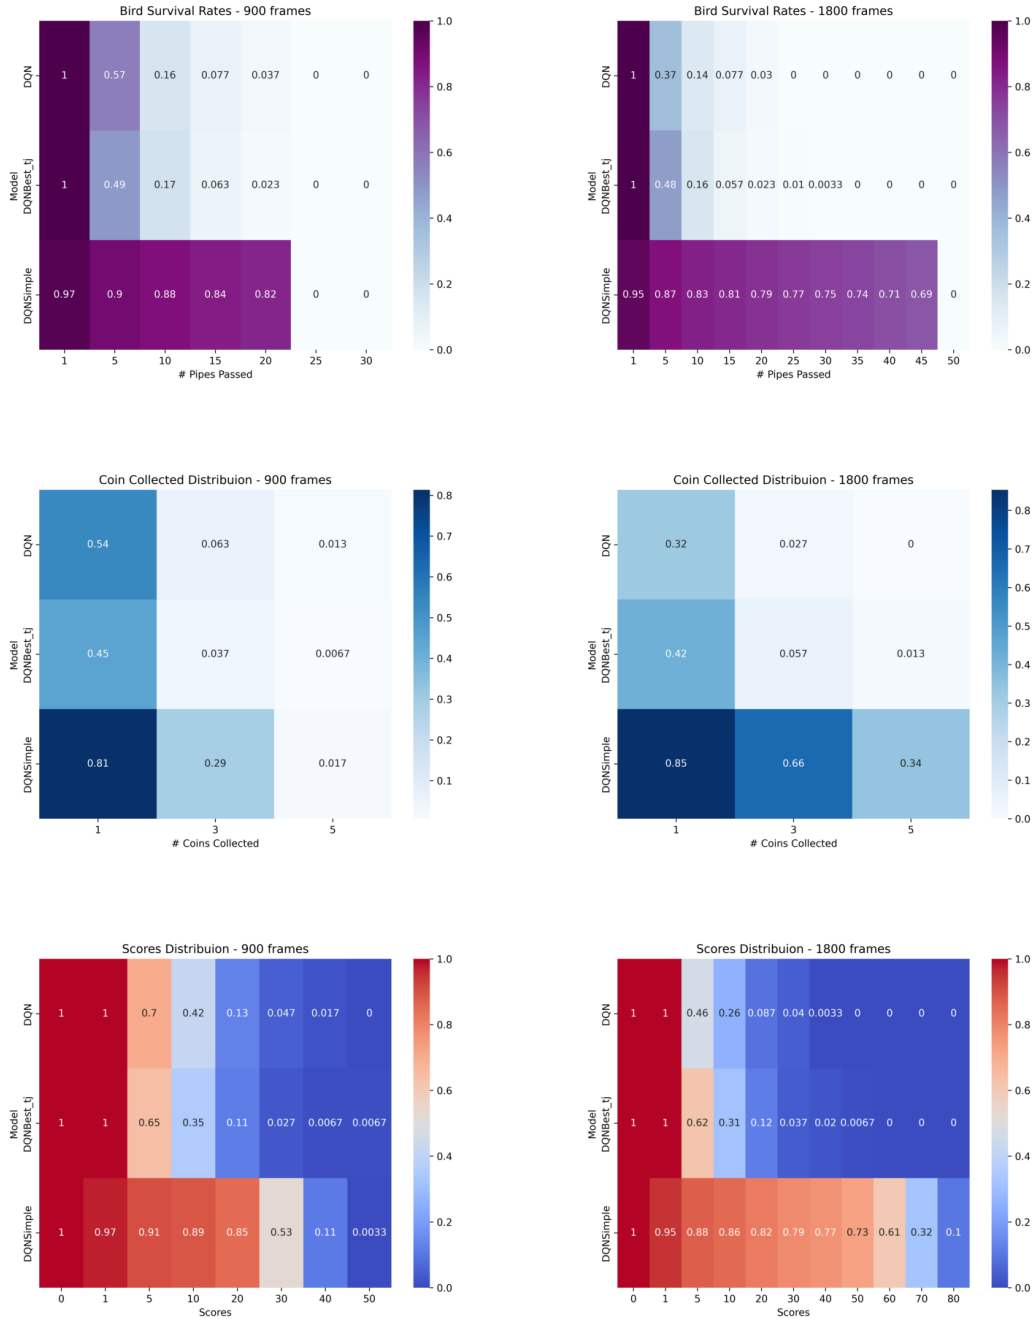 Bird Survival Rates - 900 frames
DQN 1 0.57 0.16 0.077 0.037 0 0
DQNBest_tj 1 0.49 0.17 0.063 0.023 0 0
DQNSimple 0.97 0.9 0.88 0.84 0.82 0 0
Model
1 5 10 15 20 25 30
# Pipes Passed
1.0
0.8
0.6
0.4
0.2
0.0
Bird Survival Rates - 1800 frames
DQN 1 0.37 0.14 0.077 0.03 0 0 0 0 0 0
DQNBest_tj 1 0.48 0.16 0.057 0.023 0.01 0.0033 0 0 0 0
DQNSimple 0.95 0.87 0.83 0.81 0.79 0.77 0.75 0.74 0.71 0.69 0
Model
1 5 10 15 20 25 30 35 40 45 50
# Pipes Passed
1.0
0.8
0.6
0.4
0.2
0.0
Coin Collected Distribuion - 900 frames
DQN 0.54 0.063 0.013
DQNBest_tj 0.45 0.037 0.0067
DQNSimple 0.81 0.29 0.017
Model
1 3 5
# Coins Collected
0.8
0.7
0.6
0.5
0.4
0.3
0.2
0.1
Coin Collected Distribuion - 1800 frames
DQN 0.32 0.027 0
DQNBest_tj 0.42 0.057 0.013
DQNSimple 0.85 0.66 0.34
Model
1 3 5
# Coins Collected
0.8
0.7
0.6
0.5
0.4
0.3
0.2
0.1
0.0
Scores Distribuion - 900 frames
DQN 1 1 0.7 0.42 0.13 0.047 0.017 0
DQNBest_tj 1 1 0.65 0.35 0.11 0.027 0.0067 0.0067
DQNSimple 1 0.97 0.91 0.89 0.85 0.53 0.11 0.0033
Model
0 1 5 10 20 30 40 50
Scores
1.0
0.8
0.6
0.4
0.2
0.0
Scores Distribuion - 1800 frames
DQN 1 1 0.46 0.26 0.087 0.04 0.0033 0 0 0 0
DQNBest_tj 1 1 0.62 0.31 0.12 0.037 0.02 0.0067 0 0 0
DQNSimple 1 0.95 0.88 0.86 0.82 0.79 0.77 0.73 0.61 0.32 0.1
Model
0 1 5 10 20 30 40 50 60 70 80
Scores
1.0
0.8
0.6
0.4
0.2
0.0